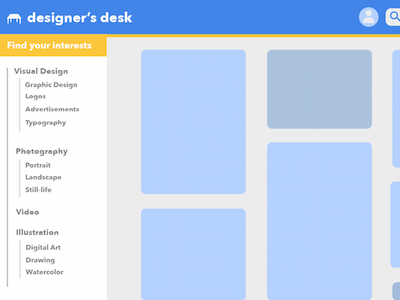 designer's desk
Find your interests
Visual Design
Graphic Design
Logos
Advertisements
Typography
Photography
Portrait
Landscape
Still-life
Video
Illustration
Digital Art
Drawing
Watercolor